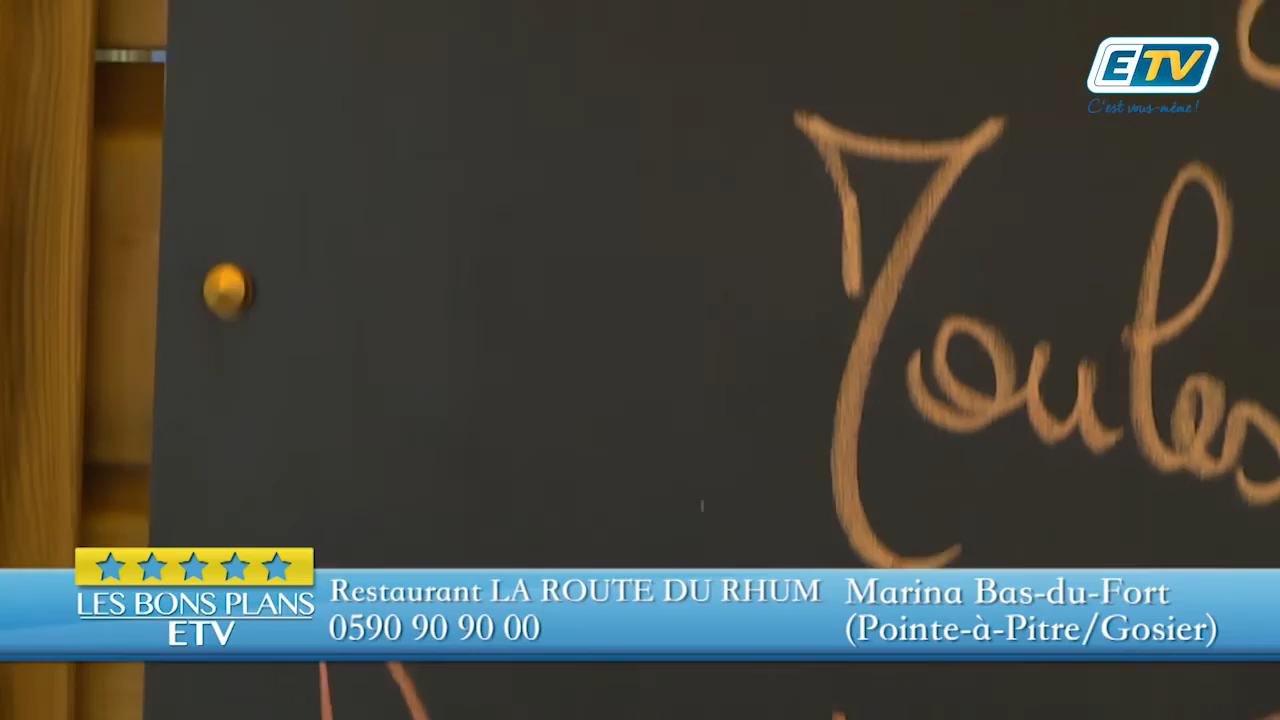 ETV
C'est vous-même !
Moules
LES BONS PLANS
ETV
Restaurant LA ROUTE DU RHUM
0590 90 90 00
Marina Bas-du-Fort
(Pointe-à-Pitre/Gosier)